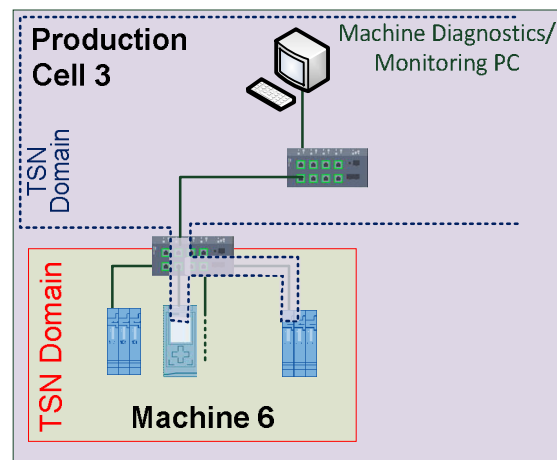 Production
Cell 3
Machine Diagnostics/
Monitoring PC
TSN
Domain
TSN Domain
Machine 6